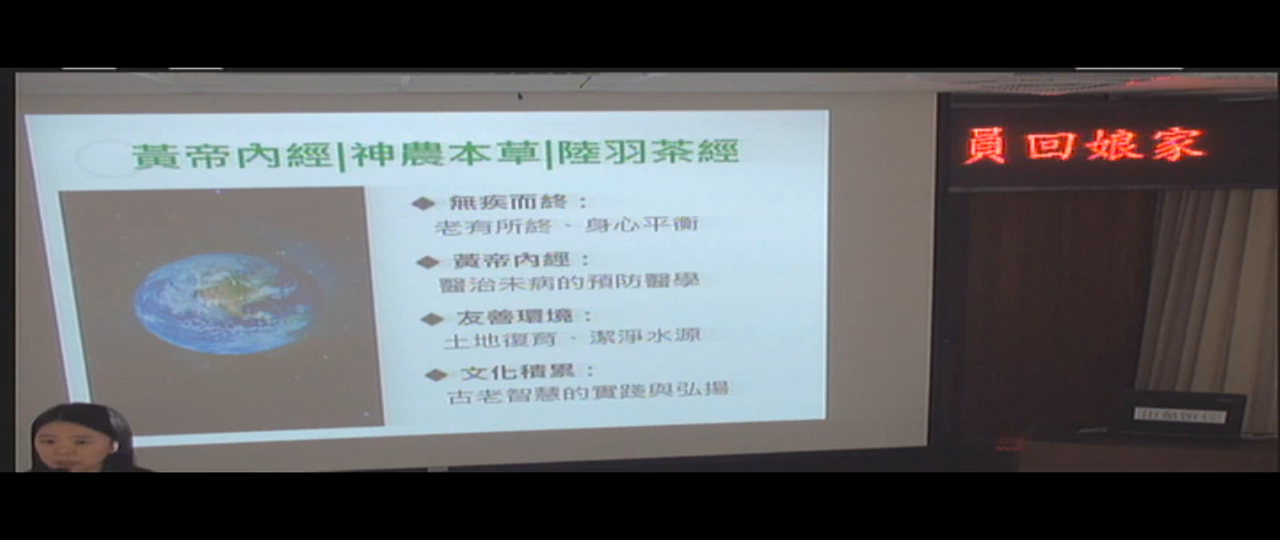 黃帝內經|神農本草|陸羽茶經
◆ 無疾而終：
老有所終、身心平衡
◆ 黃帝內經：
醫治未病的預防醫學
◆ 友善環境：
土地復育、潔淨水源
◆ 文化積累：
古老智慧的實踐與弘揚
員回娘家